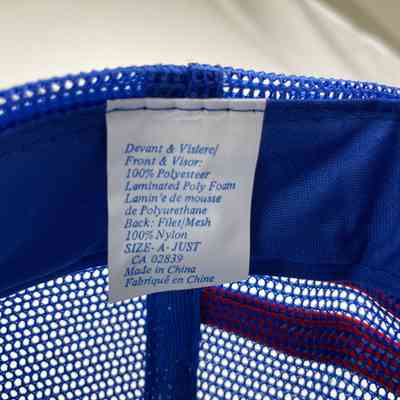 Devant & Visiere/
Front & Visor:
100% Polyesteer
Laminated Poly Foam
Lamin'e de mousse
de Polyurethane
Back: Filet/Mesh
100% Nylon
SIZE-A-JUST
CA 02839
Made in China
Fabriqué en Chine